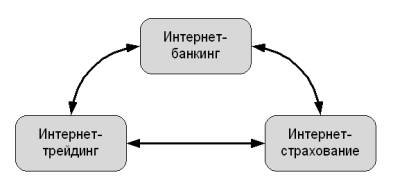 Интернет-
банкинг
Интернет-
трейдинг
Интернет-
страхование